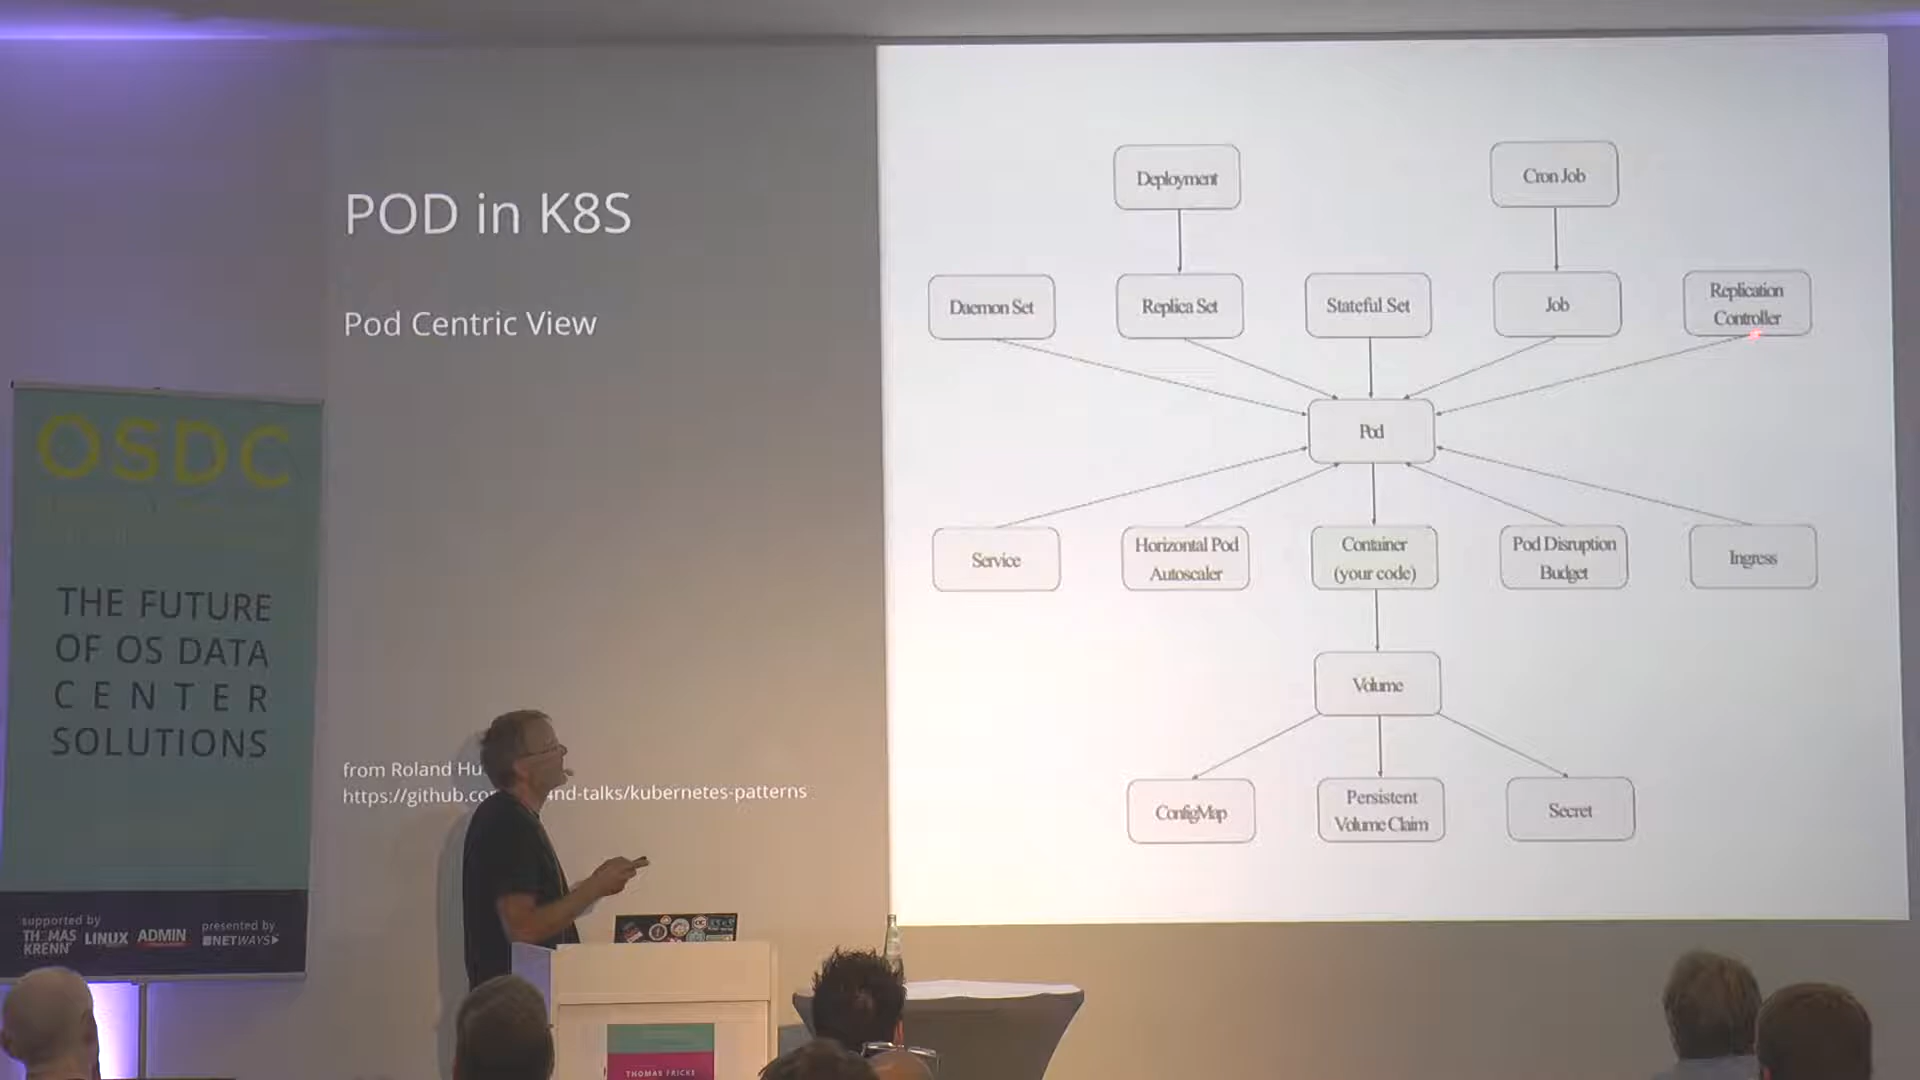 POD in K8S
Pod Centric View
from Roland Hu
https://github.co nd-talks/kubernetes-patterns
Deployment
Cron Job
Daemon Set
Replica Set
Stateful Set
Job
Replication
Controller
Pod
Service
Horizontal Pod
Autoscaler
Container
(your code)
Pod Disruption
Budget
Ingress
Volume
ConfigMap
Persistent
Volume Claim
Secret
OSDC
THE FUTURE
OF OS DATA
CENTER
SOLUTIONS
supported by
THOMAS
KRENN
LINUX
ADMIN
presented by
NETWAYS
THOMAS FRICKE